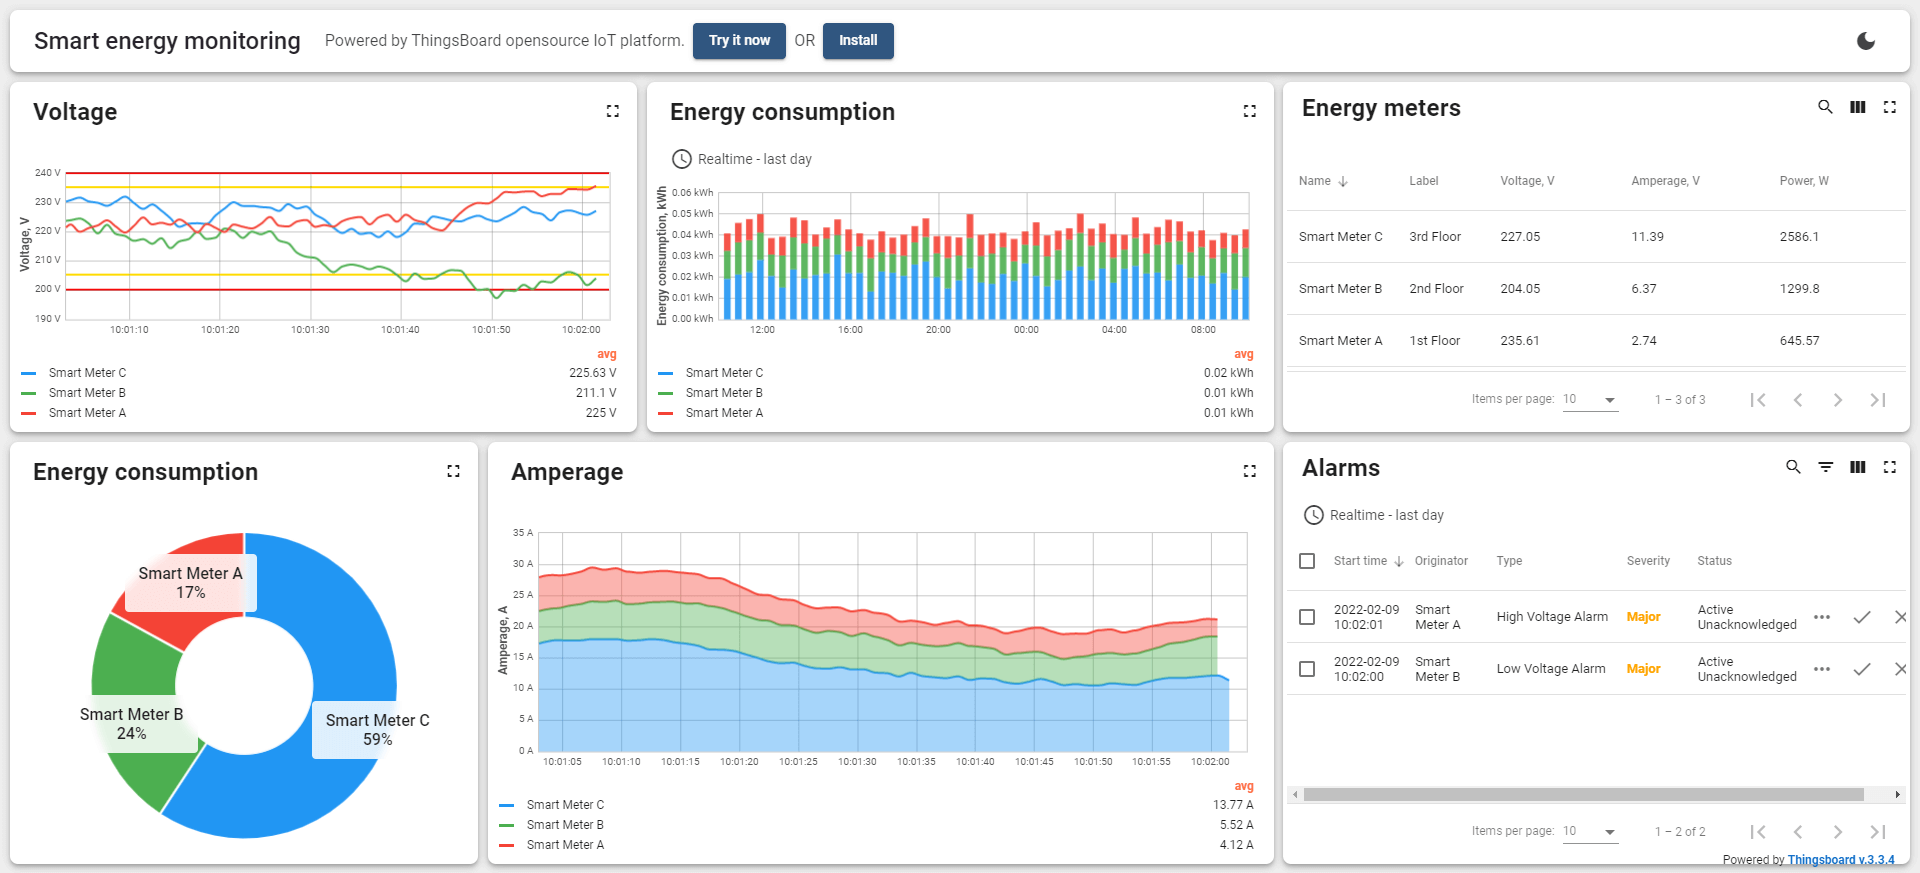 Smart energy monitoring
Powered by ThingsBoard opensource IoT platform.
Try it now
OR
Install
Voltage
Voltage, V
240 V
230 V
220 V
210 V
200 V
190 V
10:01:10 10:01:20 10:01:30 10:01:40 10:01:50 10:02:00
avg
Smart Meter C 225.63 V
Smart Meter B 211.1 V
Smart Meter A 225 V
Energy consumption
Realtime - last day
Energy consumption, kWh
0.06 kWh
0.05 kWh
0.04 kWh
0.03 kWh
0.02 kWh
0.01 kWh
0.00 kWh
12:00 16:00 20:00 00:00 04:00 08:00
avg
Smart Meter C 0.02 kWh
Smart Meter B 0.01 kWh
Smart Meter A 0.01 kWh
Energy meters
Name Label Voltage, V Amperage, V Power, W
Smart Meter C 3rd Floor 227.05 11.39 2586.1
Smart Meter B 2nd Floor 204.05 6.37 1299.8
Smart Meter A 1st Floor 235.61 2.74 645.57
Items per page: 10 1 – 3 of 3
Energy consumption
Smart Meter A
17%
Smart Meter B
24%
Smart Meter C
59%
Amperage
Amperage, A
35 A
30 A
25 A
20 A
15 A
10 A
5 A
0 A
10:01:05 10:01:10 10:01:15 10:01:20 10:01:25 10:01:30 10:01:35 10:01:40 10:01:45 10:01:50 10:01:55 10:02:00
avg
Smart Meter C 13.77 A
Smart Meter B 5.52 A
Smart Meter A 4.12 A
Alarms
Realtime - last day
Start time Originator Type Severity Status
2022-02-09 10:02:01 Smart Meter A High Voltage Alarm Major Active Unacknowledged
2022-02-09 10:02:00 Smart Meter B Low Voltage Alarm Major Active Unacknowledged
Items per page: 10 1 – 2 of 2
Powered by Thingsboard v.3.3.4